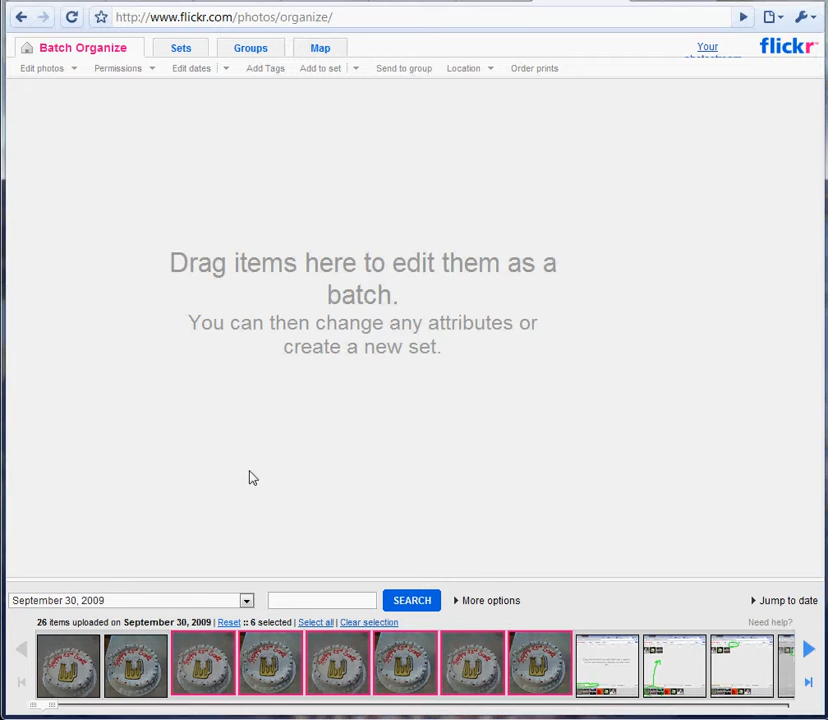 http://www.flickr.com/photos/organize/
Batch Organize Sets Groups Map Your flickr
Edit photos Permissions Edit dates Add Tags Add to set Send to group Location Order prints
Drag items here to edit them as a
batch.
You can then change any attributes or
create a new set.
September 30, 2009 SEARCH More options Jump to date
26 items uploaded on September 30, 2009 | Reset :: 6 selected | Select all | Clear selection Need help?